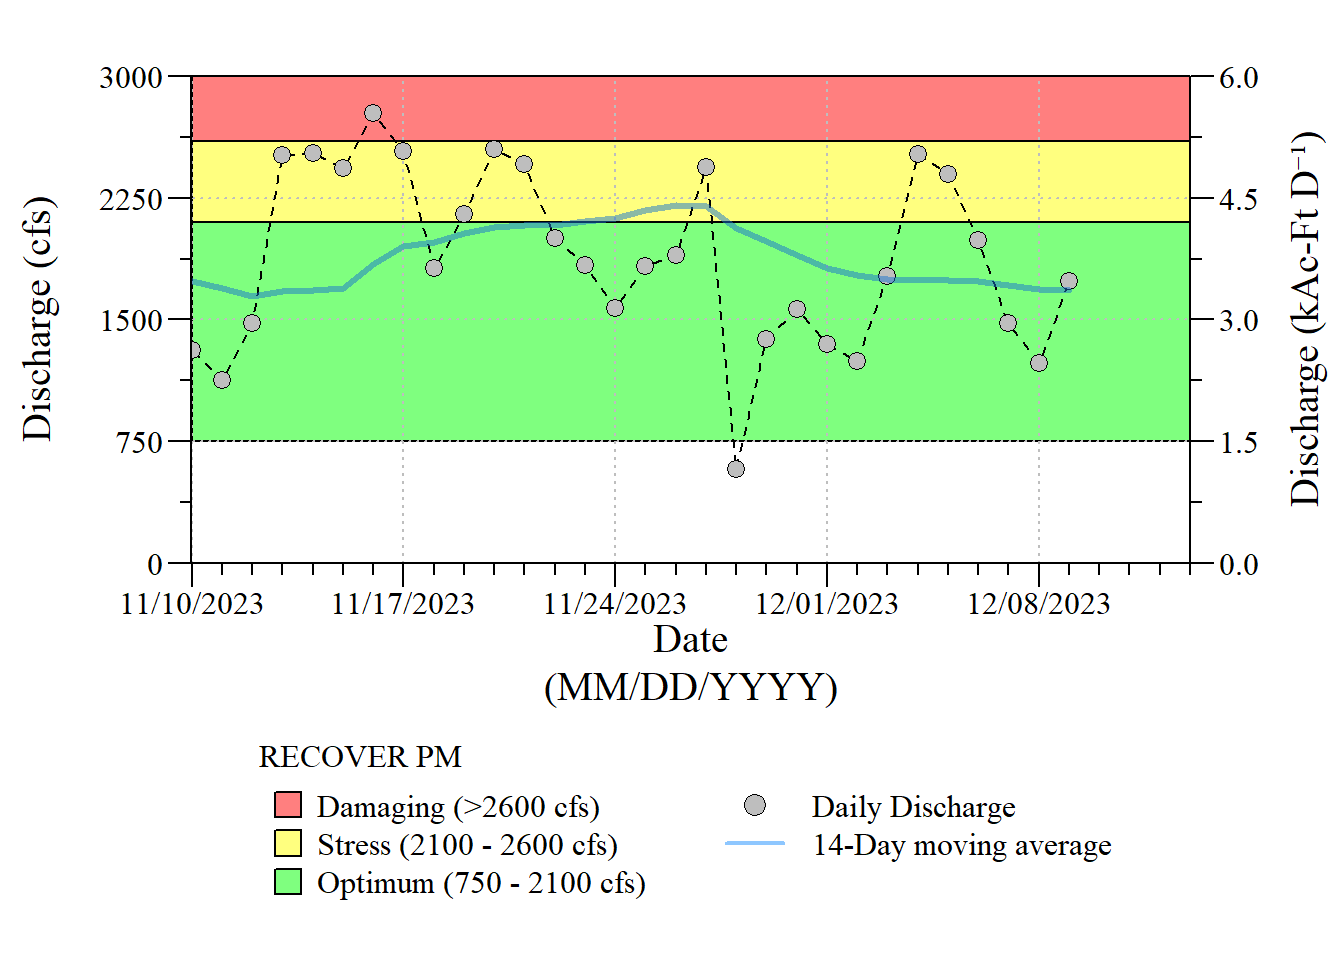 3000
2250
1500
750
0
Discharge (cfs)
6.0
4.5
3.0
1.5
0.0
Discharge (kAc-Ft D⁻¹)
11/10/2023 11/17/2023 11/24/2023 12/01/2023 12/08/2023
Date
(MM/DD/YYYY)
RECOVER PM
Damaging (>2600 cfs)
Stress (2100 - 2600 cfs)
Optimum (750 - 2100 cfs)
Daily Discharge
14-Day moving average